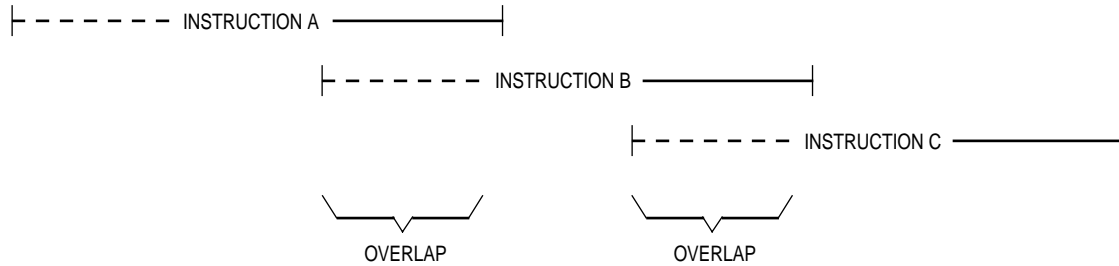 INSTRUCTION A
INSTRUCTION B
INSTRUCTION C
OVERLAP
OVERLAP